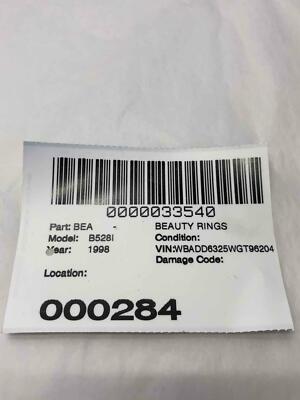 0000033540
Part: BEA - BEAUTY RINGS
Model: B528I Condition:
Year: 1998 VIN:WBADD6325WGT96204
Damage Code:
Location:
000284